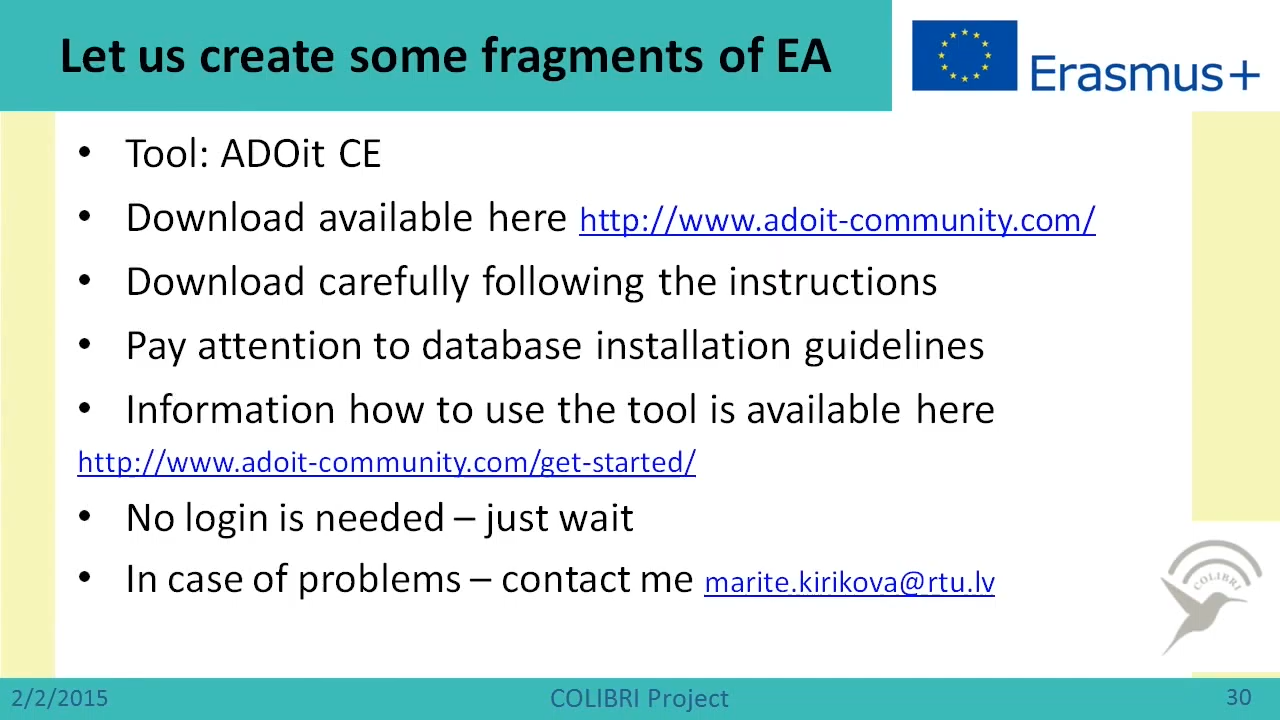 Let us create some fragments of EA
Erasmus+
• Tool: ADOit CE
• Download available here http://www.adoit-community.com/
• Download carefully following the instructions
• Pay attention to database installation guidelines
• Information how to use the tool is available here
http://www.adoit-community.com/get-started/
• No login is needed – just wait
• In case of problems – contact me marite.kirikova@rtu.lv
COLIBRI
2/2/2015
COLIBRI Project
30